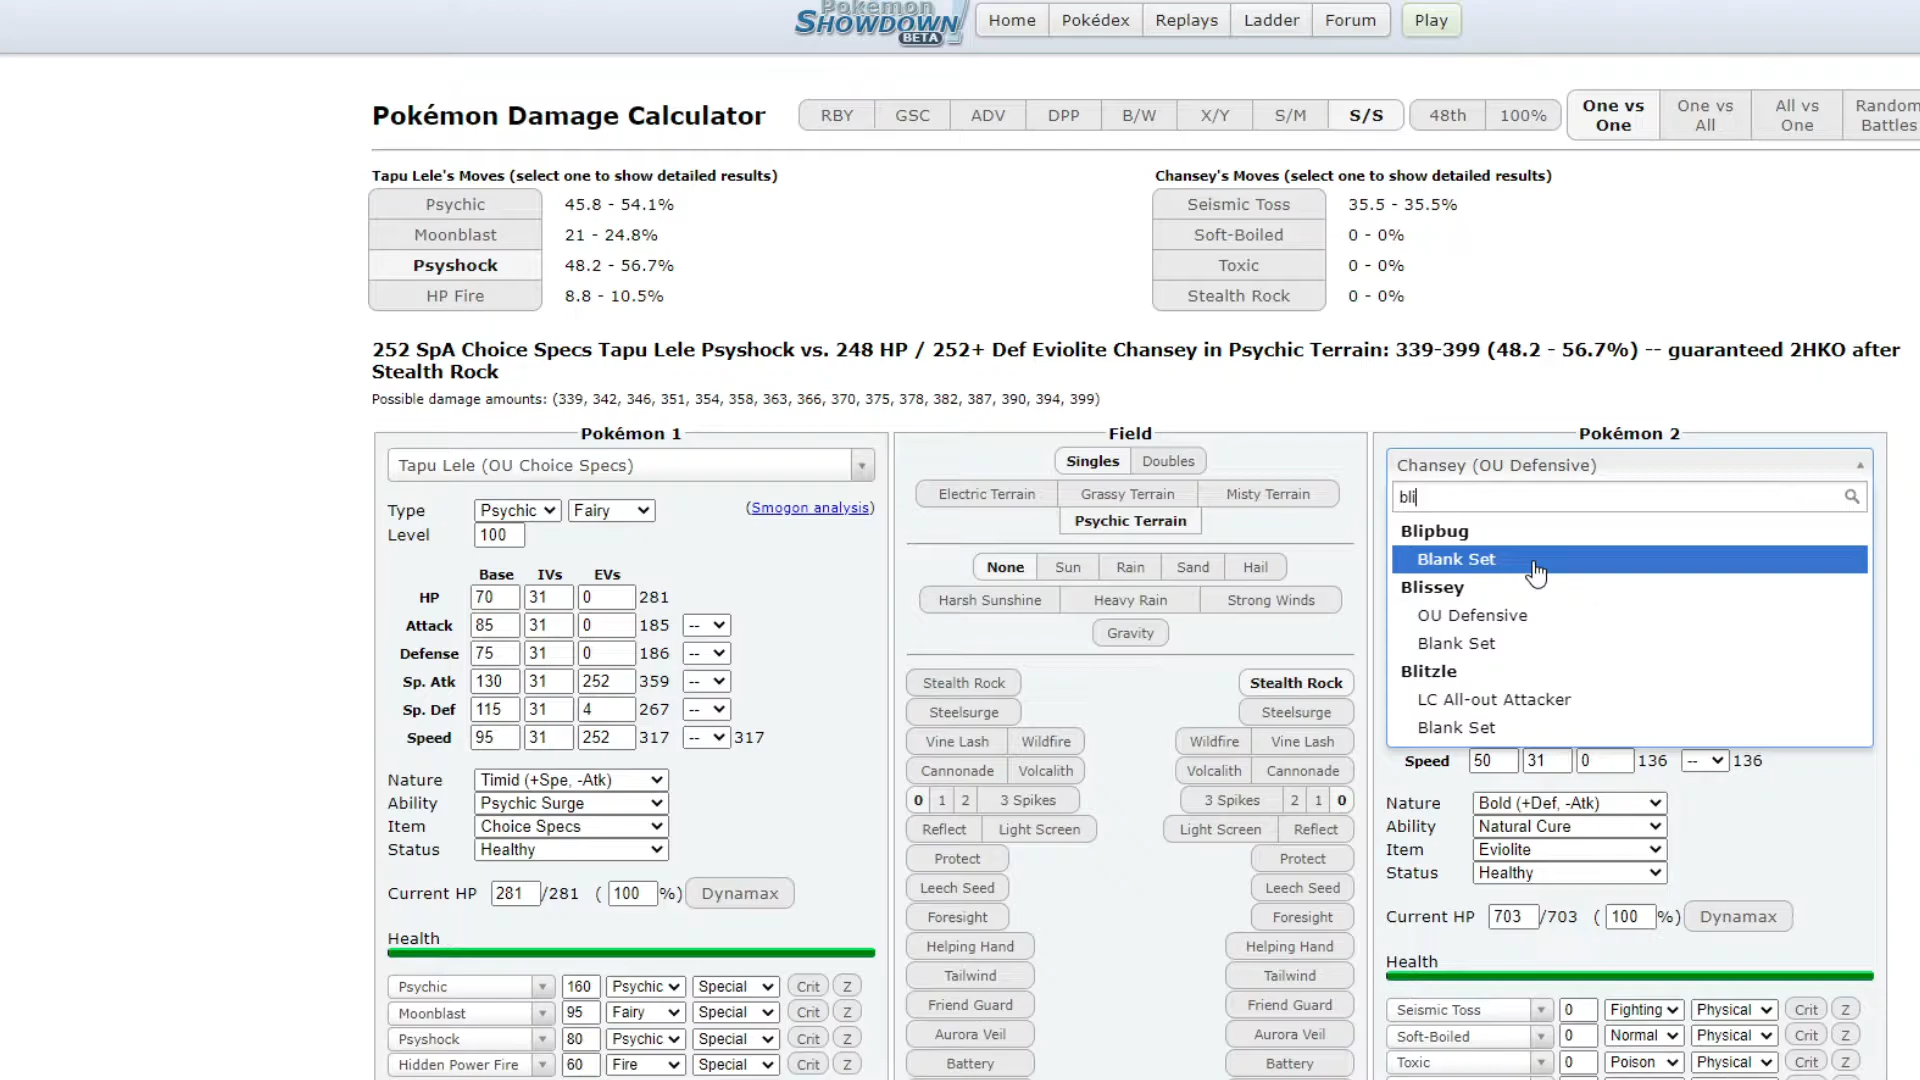 Pokémon
SHOWDOWN
BETA
Home Pokédex Replays Ladder Forum Play
Pokémon Damage Calculator
RBY GSC ADV DPP B/W X/Y S/M S/S 48th 100%
One vs One
One vs All
All vs One
Random Battles
Tapu Lele's Moves (select one to show detailed results)
Psychic 45.8 - 54.1%
Moonblast 21 - 24.8%
Psyshock 48.2 - 56.7%
HP Fire 8.8 - 10.5%
Chansey's Moves (select one to show detailed results)
Seismic Toss 35.5 - 35.5%
Soft-Boiled 0 - 0%
Toxic 0 - 0%
Stealth Rock 0 - 0%
252 SpA Choice Specs Tapu Lele Psyshock vs. 248 HP / 252+ Def Eviolite Chansey in Psychic Terrain: 339-399 (48.2 - 56.7%) -- guaranteed 2HKO after
Stealth Rock
Possible damage amounts: (339, 342, 346, 351, 354, 358, 363, 366, 370, 375, 378, 382, 387, 390, 394, 399)
Pokémon 1
Tapu Lele (OU Choice Specs)
Type Psychic Fairy (Smogon analysis)
Level 100
Base IVs EVs
HP 70 31 0 281
Attack 85 31 0 185 --
Defense 75 31 0 186 --
Sp. Atk 130 31 252 359 --
Sp. Def 115 31 4 267 --
Speed 95 31 252 317 -- 317
Nature Timid (+Spe, -Atk)
Ability Psychic Surge
Item Choice Specs
Status Healthy
Current HP 281 /281 ( 100 %) Dynamax
Health
Psychic 160 Psychic Special Crit Z
Moonblast 95 Fairy Special Crit Z
Psyshock 80 Psychic Special Crit Z
Hidden Power Fire 60 Fire Special Crit Z
Field
Singles Doubles
Electric Terrain Grassy Terrain Misty Terrain
Psychic Terrain
None Sun Rain Sand Hail
Harsh Sunshine Heavy Rain Strong Winds
Gravity
Stealth Rock Stealth Rock
Steelsurge Steelsurge
Vine Lash Wildfire Wildfire Vine Lash
Cannonade Volcalith Volcalith Cannonade
0 1 2 3 Spikes 3 Spikes 2 1 0
Reflect Light Screen Light Screen Reflect
Protect Protect
Leech Seed Leech Seed
Foresight Foresight
Helping Hand Helping Hand
Tailwind Tailwind
Friend Guard Friend Guard
Aurora Veil Aurora Veil
Battery Battery
Pokémon 2
Chansey (OU Defensive)
bli
Blipbug
Blank Set
Blissey
OU Defensive
Blank Set
Blitzle
LC All-out Attacker
Blank Set
Speed 50 31 0 136 -- 136
Nature Bold (+Def, -Atk)
Ability Natural Cure
Item Eviolite
Status Healthy
Current HP 703 /703 ( 100 %) Dynamax
Health
Seismic Toss 0 Fighting Physical Crit Z
Soft-Boiled 0 Normal Physical Crit Z
Toxic 0 Poison Physical Crit Z